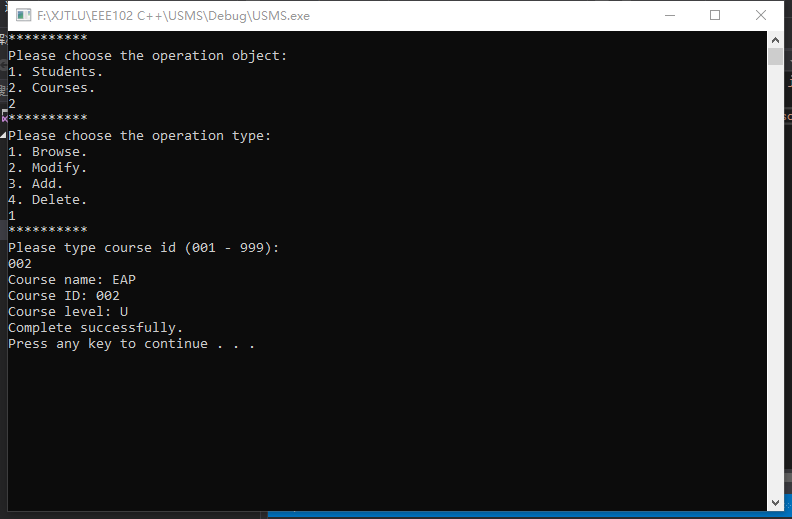 F:\XJTLU\EEE102 C++\USMS\Debug\USMS.exe
**********
Please choose the operation object:
1. Students.
2. Courses.
2
**********
Please choose the operation type:
1. Browse.
2. Modify.
3. Add.
4. Delete.
1
**********
Please type course id (001 - 999):
002
Course name: EAP
Course ID: 002
Course level: U
Complete successfully.
Press any key to continue . . .